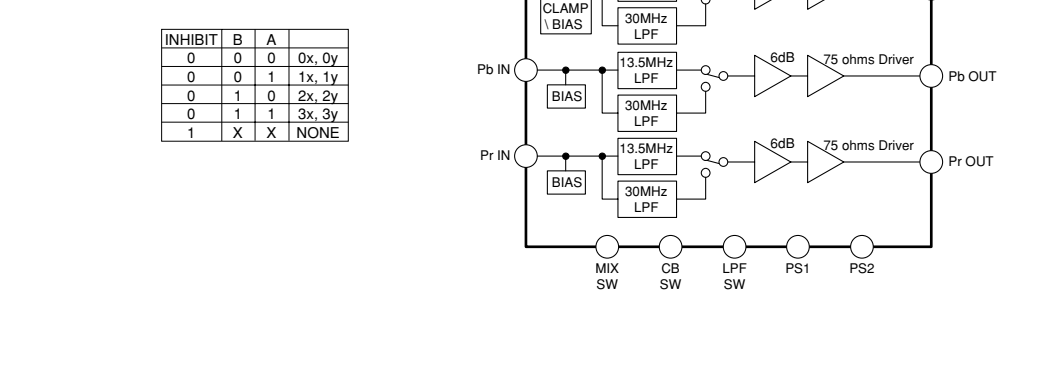 INHIBIT B A
0 0 0 0x, 0y
0 0 1 1x, 1y
0 1 0 2x, 2y
0 1 1 3x, 3y
1 X X NONE
CLAMP
\ BIAS
30MHz
LPF
Pb IN
BIAS
13.5MHz
LPF
30MHz
LPF
6dB
75 ohms Driver
Pb OUT
Pr IN
BIAS
13.5MHz
LPF
30MHz
LPF
6dB
75 ohms Driver
Pr OUT
MIX
SW
CB
SW
LPF
SW
PS1
PS2